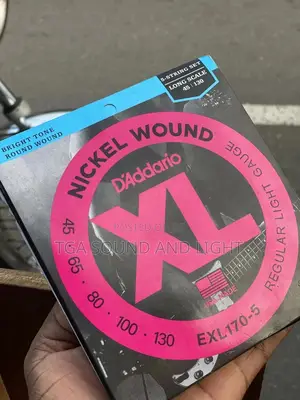 BRIGHT TONE
ROUND WOUND
5-STRING SET
LONG SCALE
45 | 130
NICKEL WOUND
D'Addario
XL
45 · 65 · 80 · 100 · 130
REGULAR LIGHT GAUGE
EXL170-5
TGA SOUND AND LIGHT